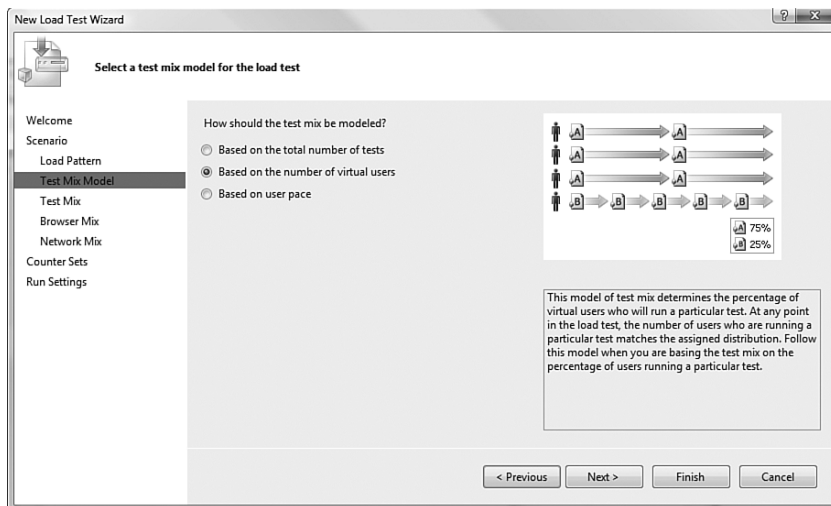 New Load Test Wizard
Select a test mix model for the load test
Welcome
Scenario
Load Pattern
Test Mix Model
Test Mix
Browser Mix
Network Mix
Counter Sets
Run Settings
How should the test mix be modeled?
Based on the total number of tests
Based on the number of virtual users
Based on user pace
A A
A A
A A
B B B B B
A 75%
B 25%
This model of test mix determines the percentage of
virtual users who will run a particular test. At any point
in the load test, the number of users who are running a
particular test matches the assigned distribution. Follow
this model when you are basing the test mix on the
percentage of users running a particular test.
< Previous
Next >
Finish
Cancel